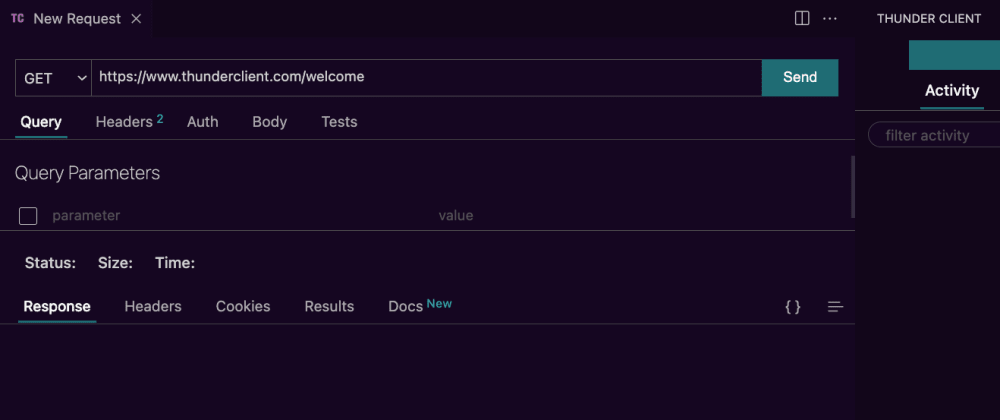 TC New Request
THUNDER CLIENT
GET https://www.thunderclient.com/welcome Send
Activity
Query Headers 2 Auth Body Tests
filter activity
Query Parameters
parameter value
Status: Size: Time:
Response Headers Cookies Results Docs New { }